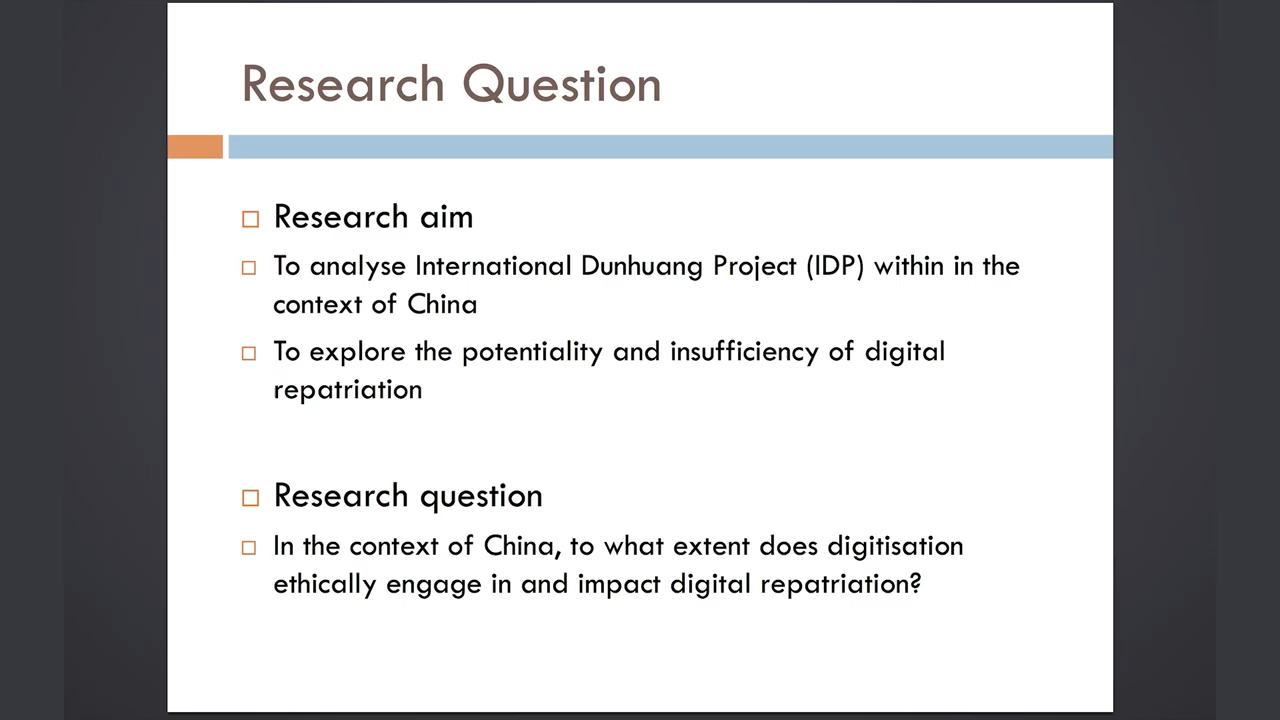 Research Question
Research aim
To analyse International Dunhuang Project (IDP) within in the
context of China
To explore the potentiality and insufficiency of digital
repatriation
Research question
In the context of China, to what extent does digitisation
ethically engage in and impact digital repatriation?